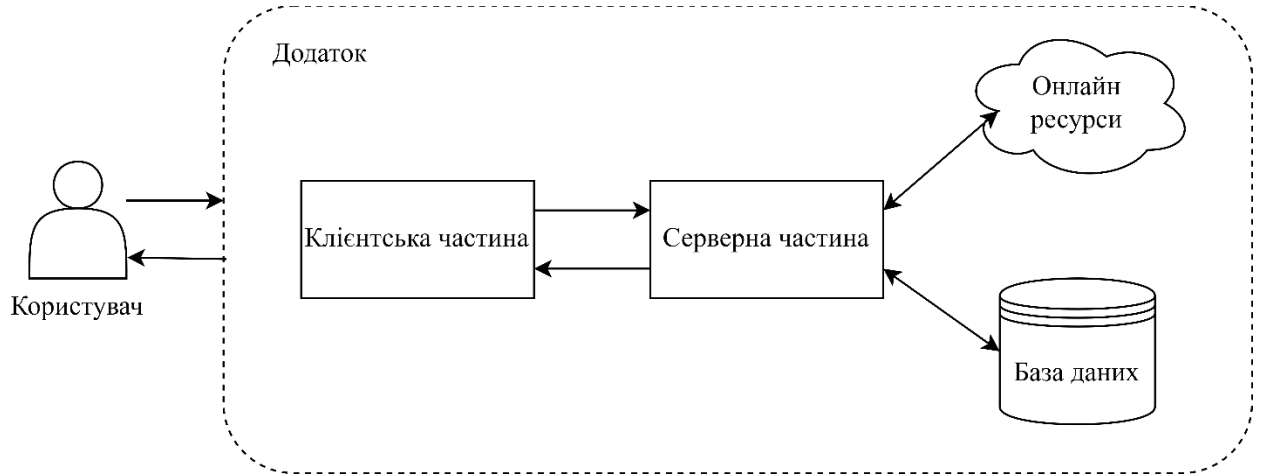 Додаток
Онлайн
ресурси
Клієнтська частина
Серверна частина
Користувач
База даних